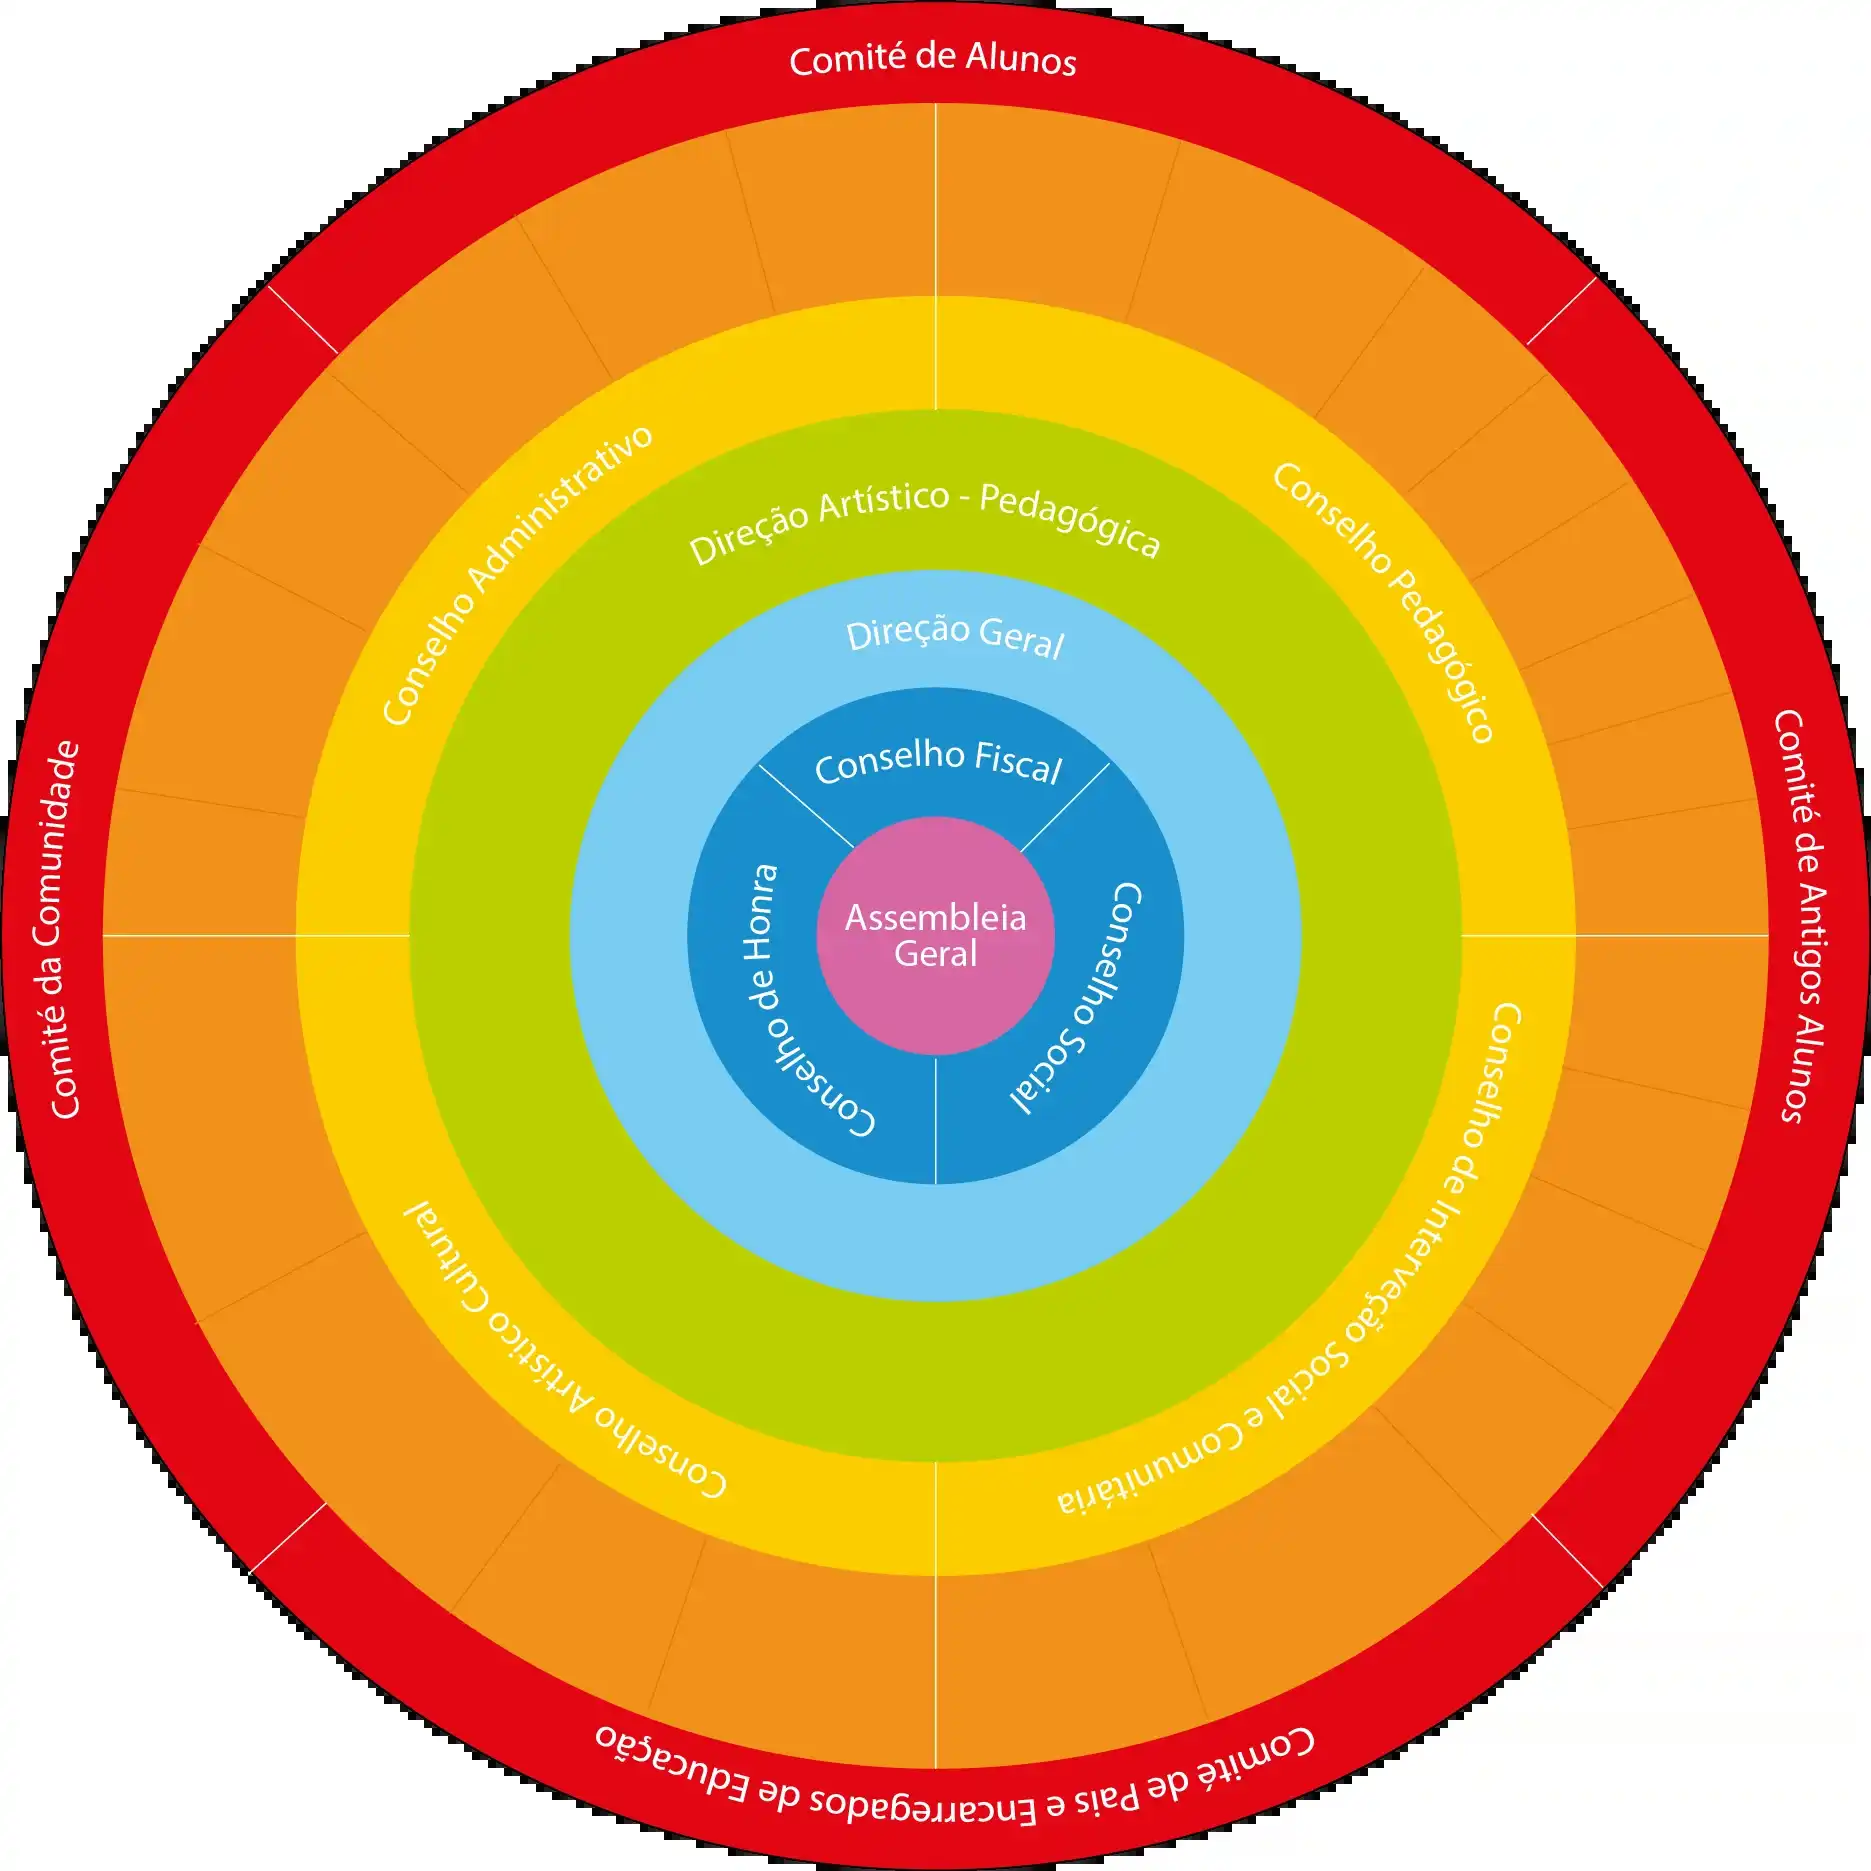 Comité de Alunos
Conselho Administrativo
Conselho Pedagógico
Direção Artístico - Pedagógica
Direção Geral
Conselho Fiscal
Comité da Comunidade
Conselho de Honra
Assembleia
Geral
Conselho Social
Comité de Antigos Alunos
Conselho de Interveção Social e Comunitária
Conselho Artístico Cultural
Comité de Pais e Encarregados de Educação